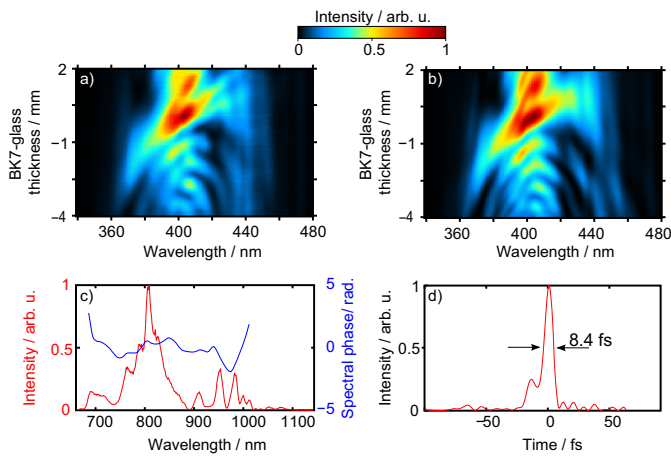 Intensity / arb. u.
0 0.5 1
a)
2
−1
−4
BK7-glass
thickness / mm
360 400 440 480
Wavelength / nm
b)
2
−1
−4
BK7-glass
thickness / mm
360 400 440 480
Wavelength / nm
c)
1
0.5
0
Intensity / arb. u.
5
0
−5
Spectral phase/ rad.
700 800 900 1000 1100
Wavelength / nm
d)
1
0.5
0
Intensity / arb. u.
8.4 fs
−50 0 50
Time / fs